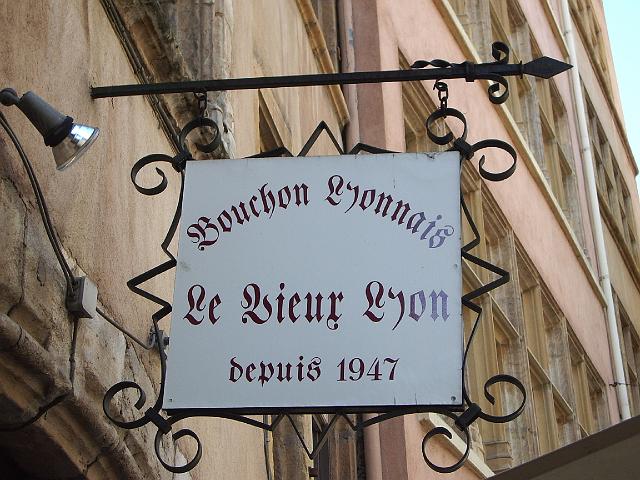 Bouchon Lyonnais
Le Vieux Lyon
depuis 1947